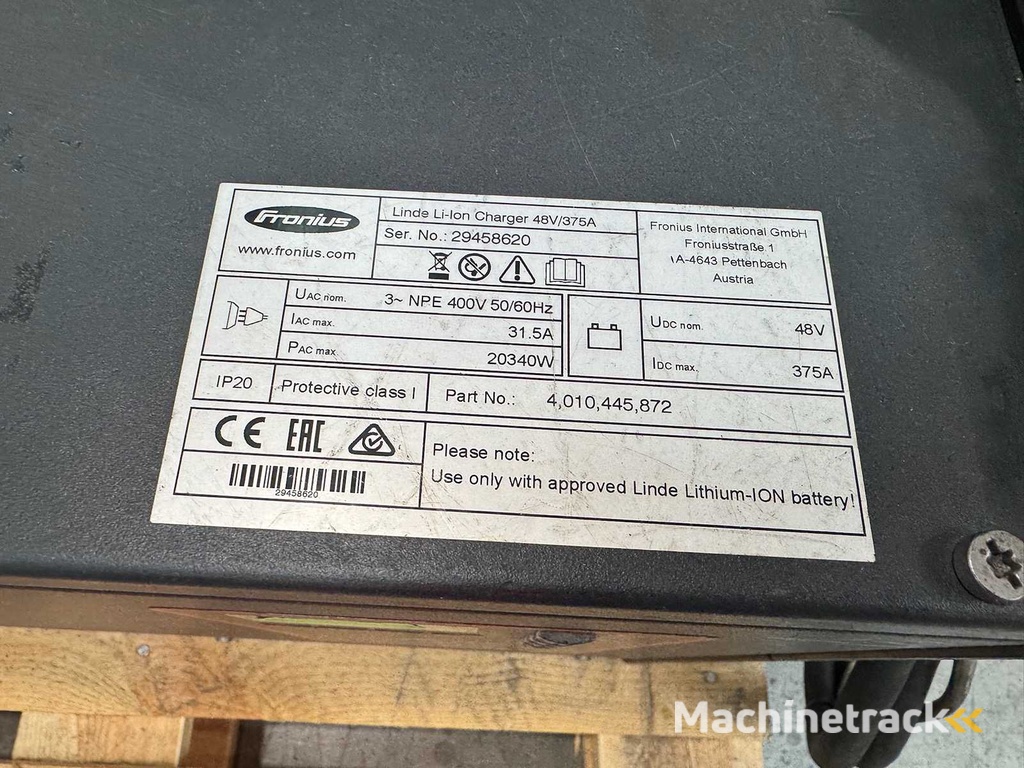 Fronius
www.fronius.com
Linde Li-Ion Charger 48V/375A
Ser. No.: 29458620
Fronius International GmbH
Froniusstraße 1
A-4643 Pettenbach
Austria
UAC nom. 3~ NPE 400V 50/60Hz
IAC max. 31.5A
PAC max 20340W
UDC nom. 48V
IDC max. 375A
IP20
Protective class I
Part No.: 4,010,445,872
CE EAC
29458620
Please note:
Use only with approved Linde Lithium-ION battery!
Machinetrack